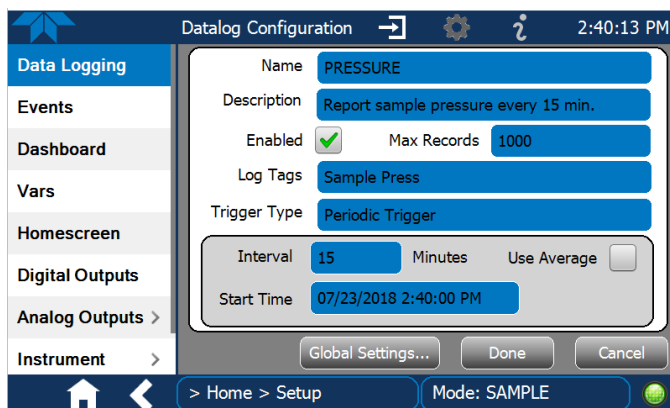 Datalog Configuration 2:40:13 PM
Data Logging
Events
Dashboard
Vars
Homescreen
Digital Outputs
Analog Outputs >
Instrument >
Name PRESSURE
Description Report sample pressure every 15 min.
Enabled Max Records 1000
Log Tags Sample Press
Trigger Type Periodic Trigger
Interval 15 Minutes Use Average
Start Time 07/23/2018 2:40:00 PM
Global Settings... Done Cancel
> Home > Setup Mode: SAMPLE